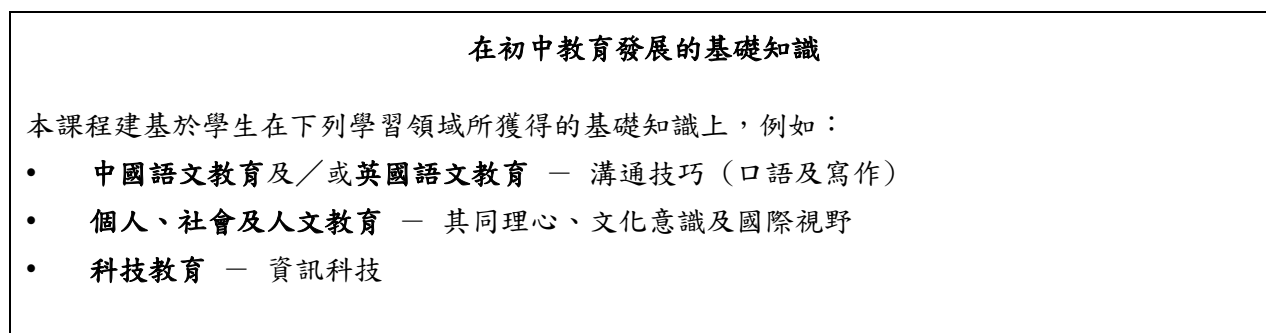 在初中教育發展的基礎知識
本課程建基於學生在下列學習領域所獲得的基礎知識上，例如：
• 中國語文教育及／或英國語文教育 － 溝通技巧（口語及寫作）
• 個人、社會及人文教育 － 其同理心、文化意識及國際視野
• 科技教育 － 資訊科技